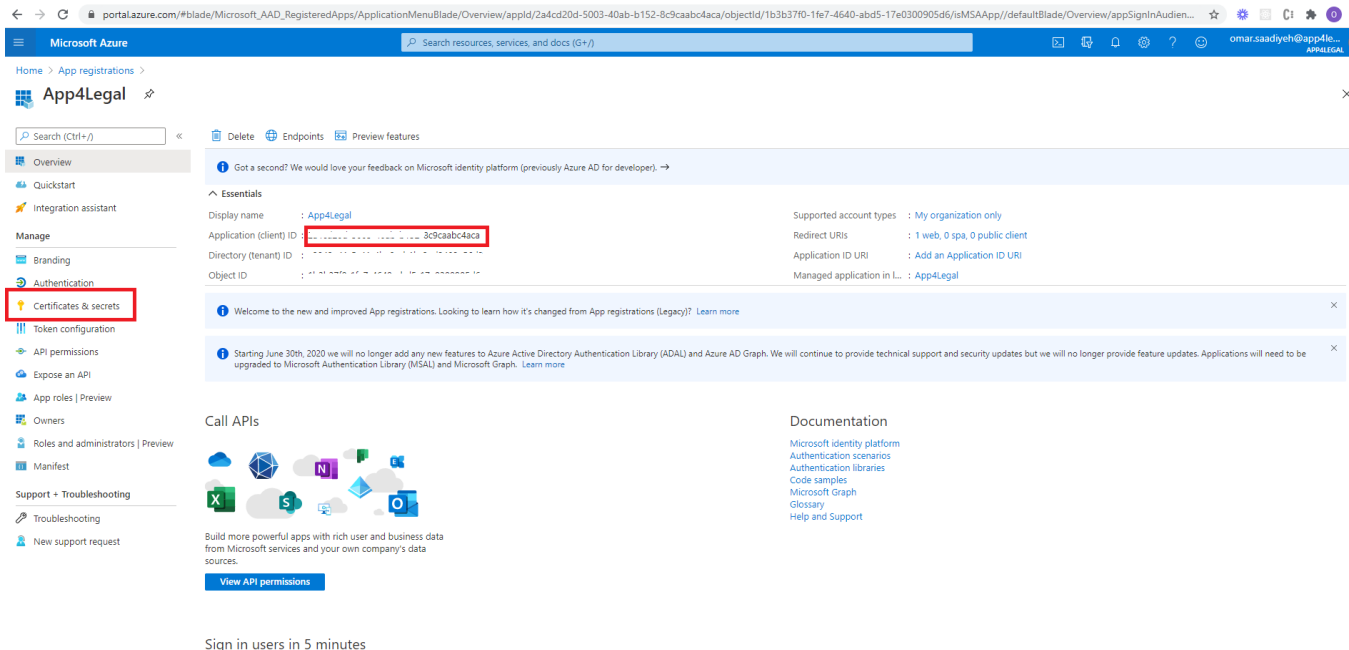 portal.azure.com/#blade/Microsoft_AAD_RegisteredApps/ApplicationMenuBlade/Overview/appId/2a4cd20d-5003-40ab-b152-8c9caabc4aca/objectId/1b3b37f0-1fe7-4640-abd5-17e0300905d6/isMSAApp//defaultBlade/Overview/appSignInAudien...
Microsoft Azure
Search resources, services, and docs (G+/)
omar.saadiyeh@app4le...
APP4LEGAL
Home > App registrations >
App4Legal
Search (Ctrl+/)
«
Overview
Quickstart
Integration assistant
Manage
Branding
Authentication
Certificates & secrets
Token configuration
API permissions
Expose an API
App roles | Preview
Owners
Roles and administrators | Preview
Manifest
Support + Troubleshooting
Troubleshooting
New support request
Delete Endpoints Preview features
Got a second? We would love your feedback on Microsoft identity platform (previously Azure AD for developer). →
Essentials
Display name : App4Legal
Application (client) ID : 3c9caabc4aca
Directory (tenant) ID :
Object ID :
Supported account types : My organization only
Redirect URIs : 1 web, 0 spa, 0 public client
Application ID URI : Add an Application ID URI
Managed application in l... : App4Legal
Welcome to the new and improved App registrations. Looking to learn how it's changed from App registrations (Legacy)? Learn more
Starting June 30th, 2020 we will no longer add any new features to Azure Active Directory Authentication Library (ADAL) and Azure AD Graph. We will continue to provide technical support and security updates but we will no longer provide feature updates. Applications will need to be
upgraded to Microsoft Authentication Library (MSAL) and Microsoft Graph. Learn more
Call APIs
Build more powerful apps with rich user and business data
from Microsoft services and your own company's data
sources.
View API permissions
Documentation
Microsoft identity platform
Authentication scenarios
Authentication libraries
Code samples
Microsoft Graph
Glossary
Help and Support
Sign in users in 5 minutes